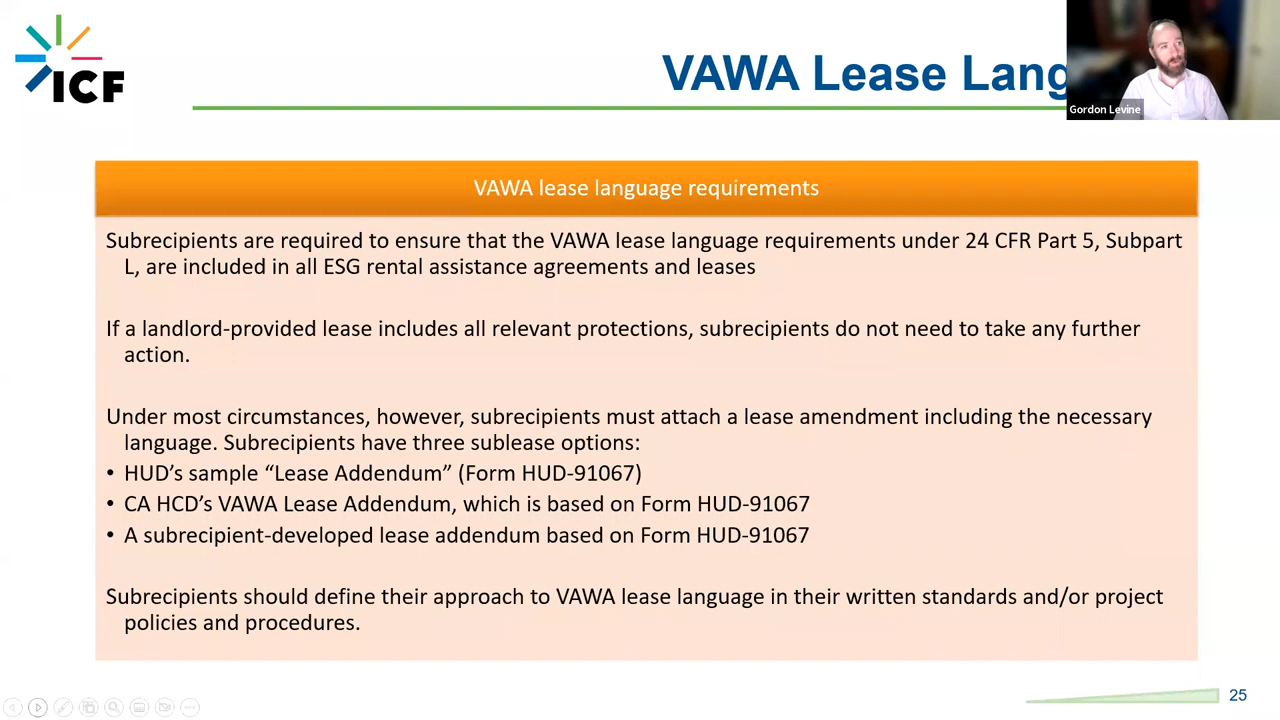 ICF
VAWA Lease Lang
Gordon Levine
VAWA lease language requirements
Subrecipients are required to ensure that the VAWA lease language requirements under 24 CFR Part 5, Subpart
L, are included in all ESG rental assistance agreements and leases
If a landlord-provided lease includes all relevant protections, subrecipients do not need to take any further
action.
Under most circumstances, however, subrecipients must attach a lease amendment including the necessary
language. Subrecipients have three sublease options:
• HUD’s sample “Lease Addendum” (Form HUD-91067)
• CA HCD’s VAWA Lease Addendum, which is based on Form HUD-91067
• A subrecipient-developed lease addendum based on Form HUD-91067
Subrecipients should define their approach to VAWA lease language in their written standards and/or project
policies and procedures.
25